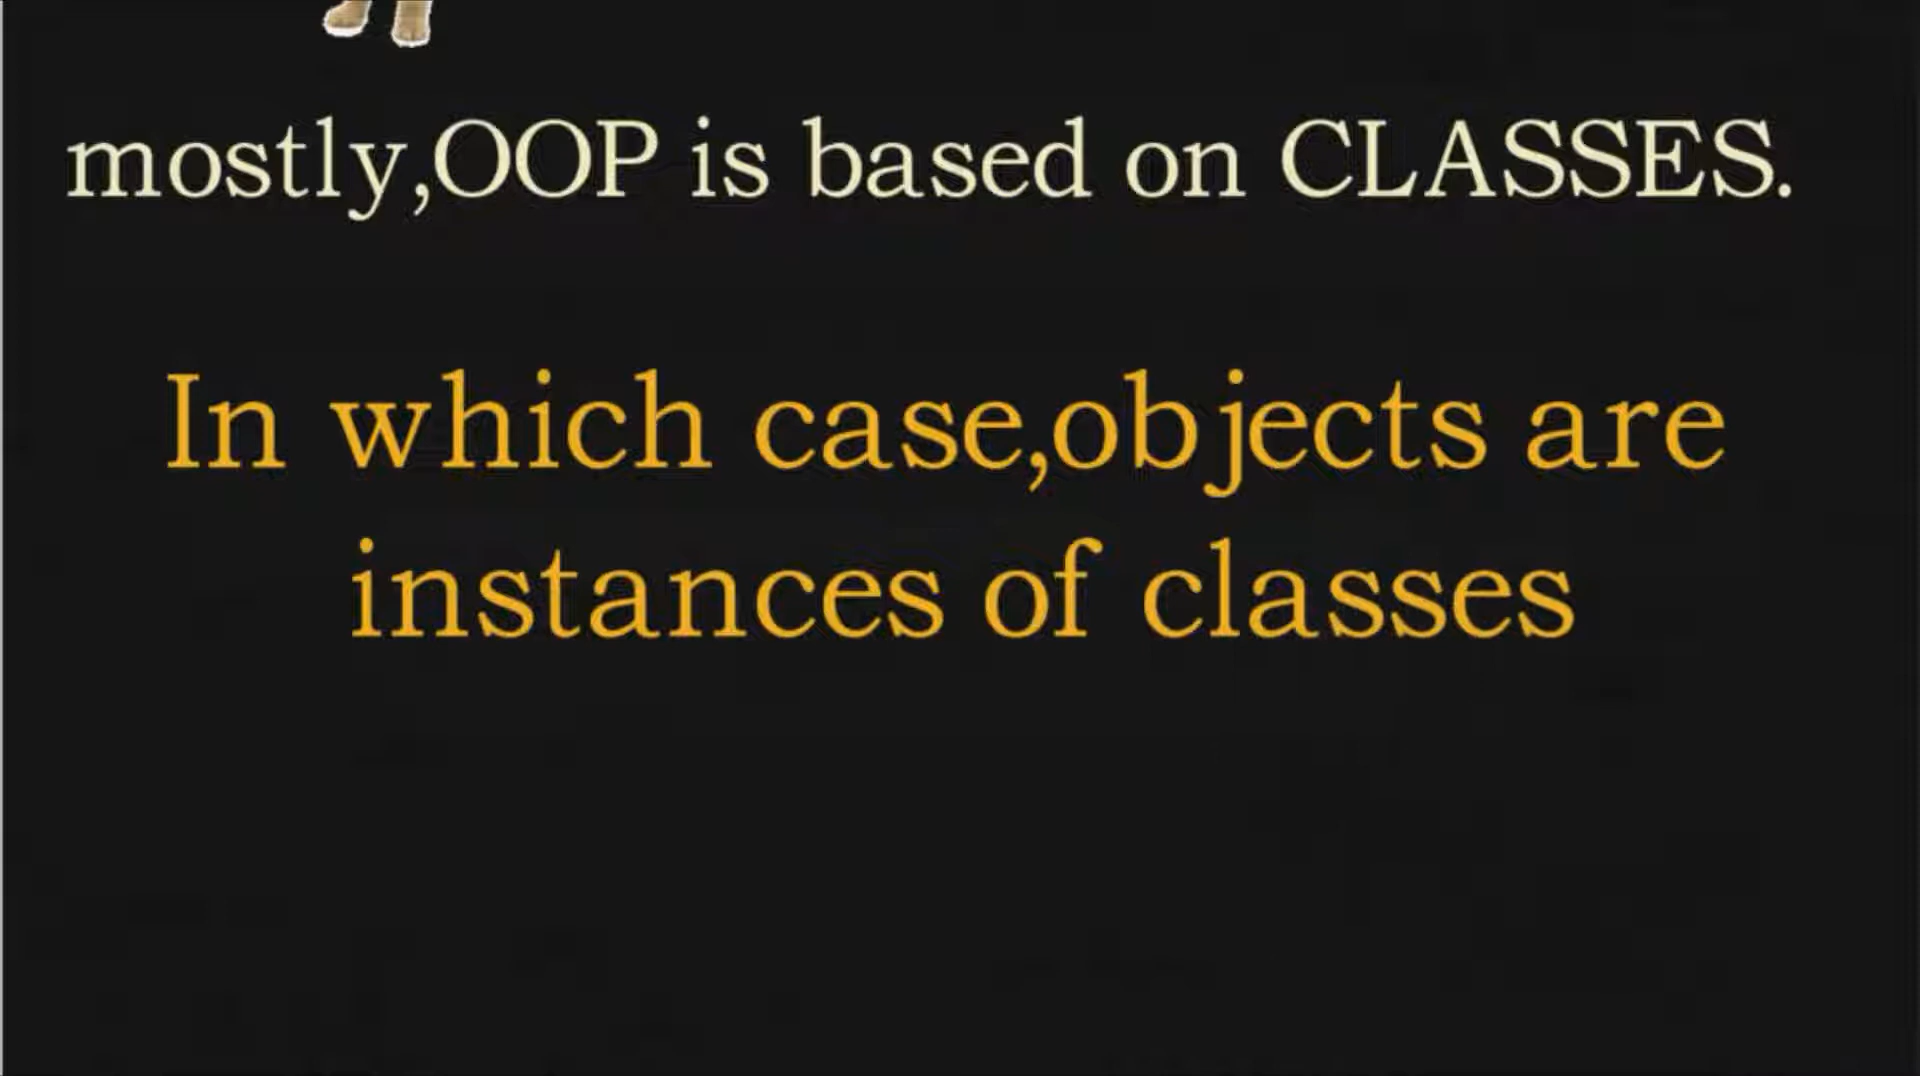 mostly,OOP is based on CLASSES.
In which case,objects are
instances of classes